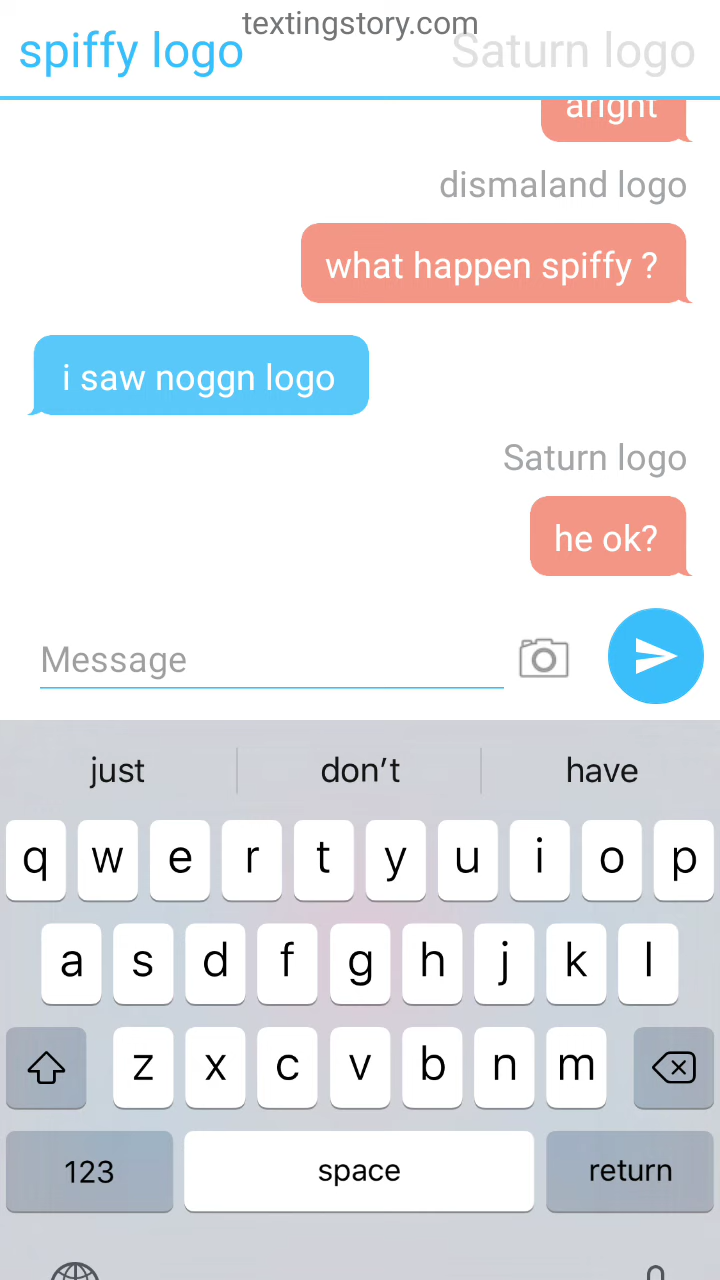 textingstory.com
spiffy logo
Saturn logo
aright
dismaland logo
what happen spiffy ?
i saw noggn logo
Saturn logo
he ok?
Message
just don’t have
q w e r t y u i o p
a s d f g h j k l
z x c v b n m
123 space return